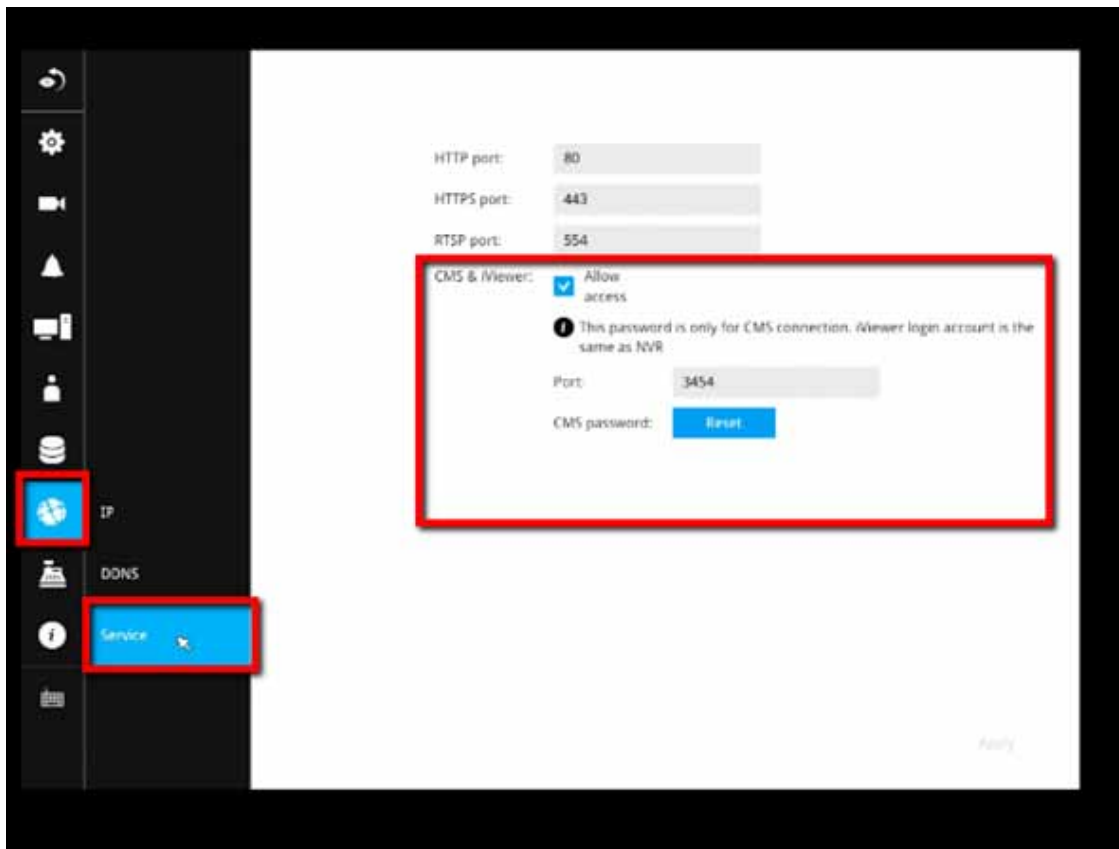 HTTP port: 80
HTTPS port: 443
RTSP port: 554
CMS & iViewer: Allow
access
This password is only for CMS connection. iViewer login account is the
same as NVR
Port: 3454
CMS password: Reset
IP
DDNS
Service
Apply